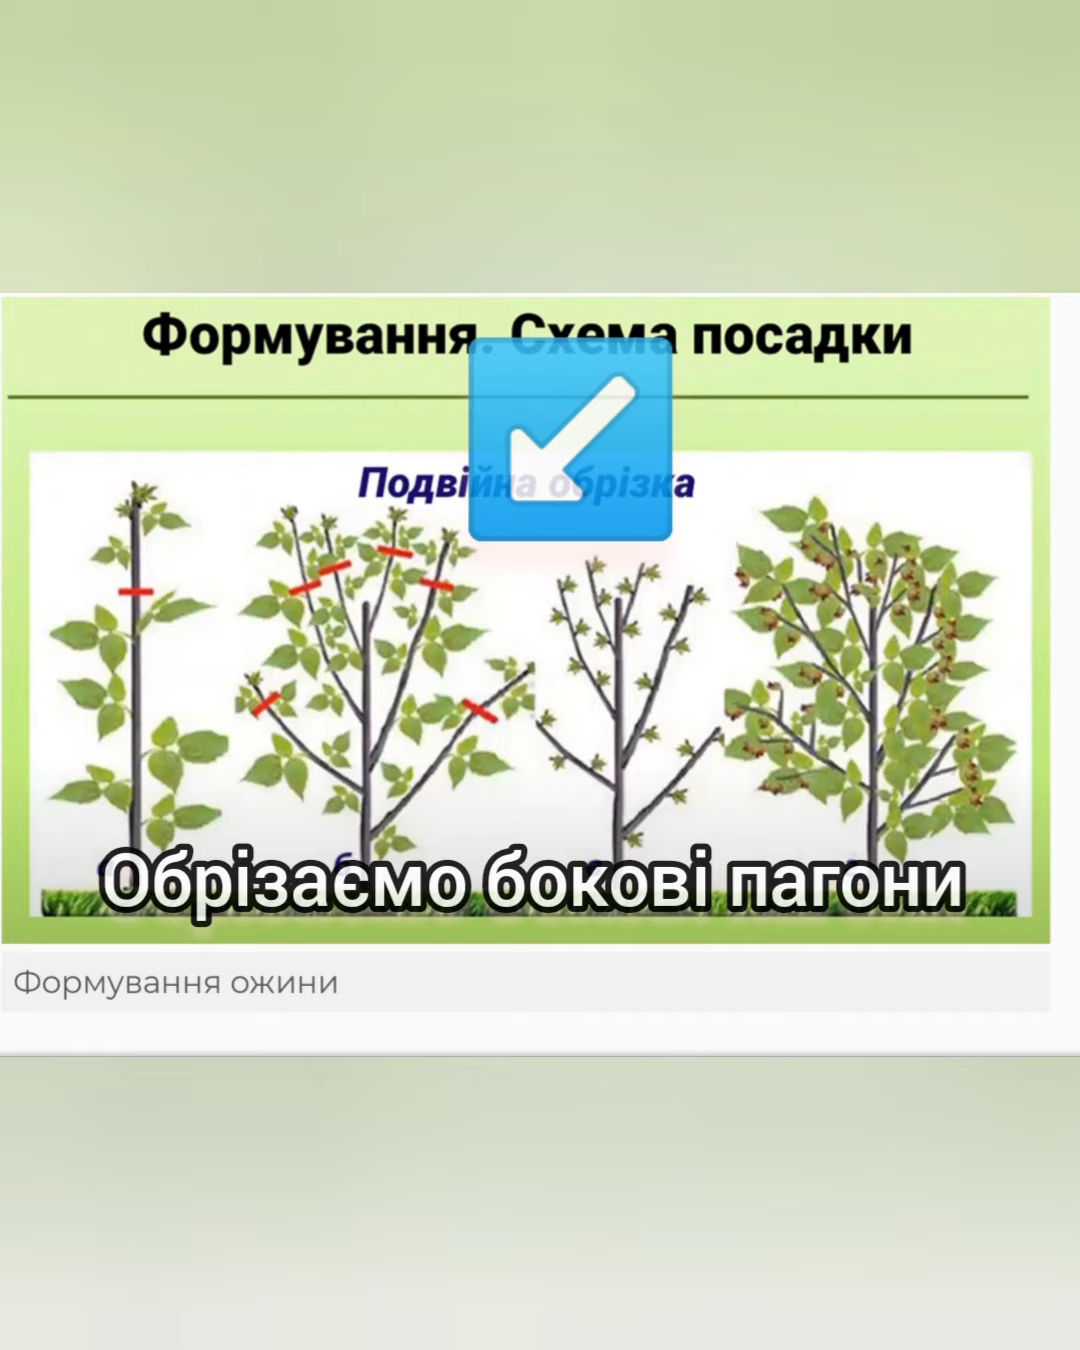 Формування. Схема посадки
Подвійна обрізка
Обрізаємо бокові пагони
Формування ожини